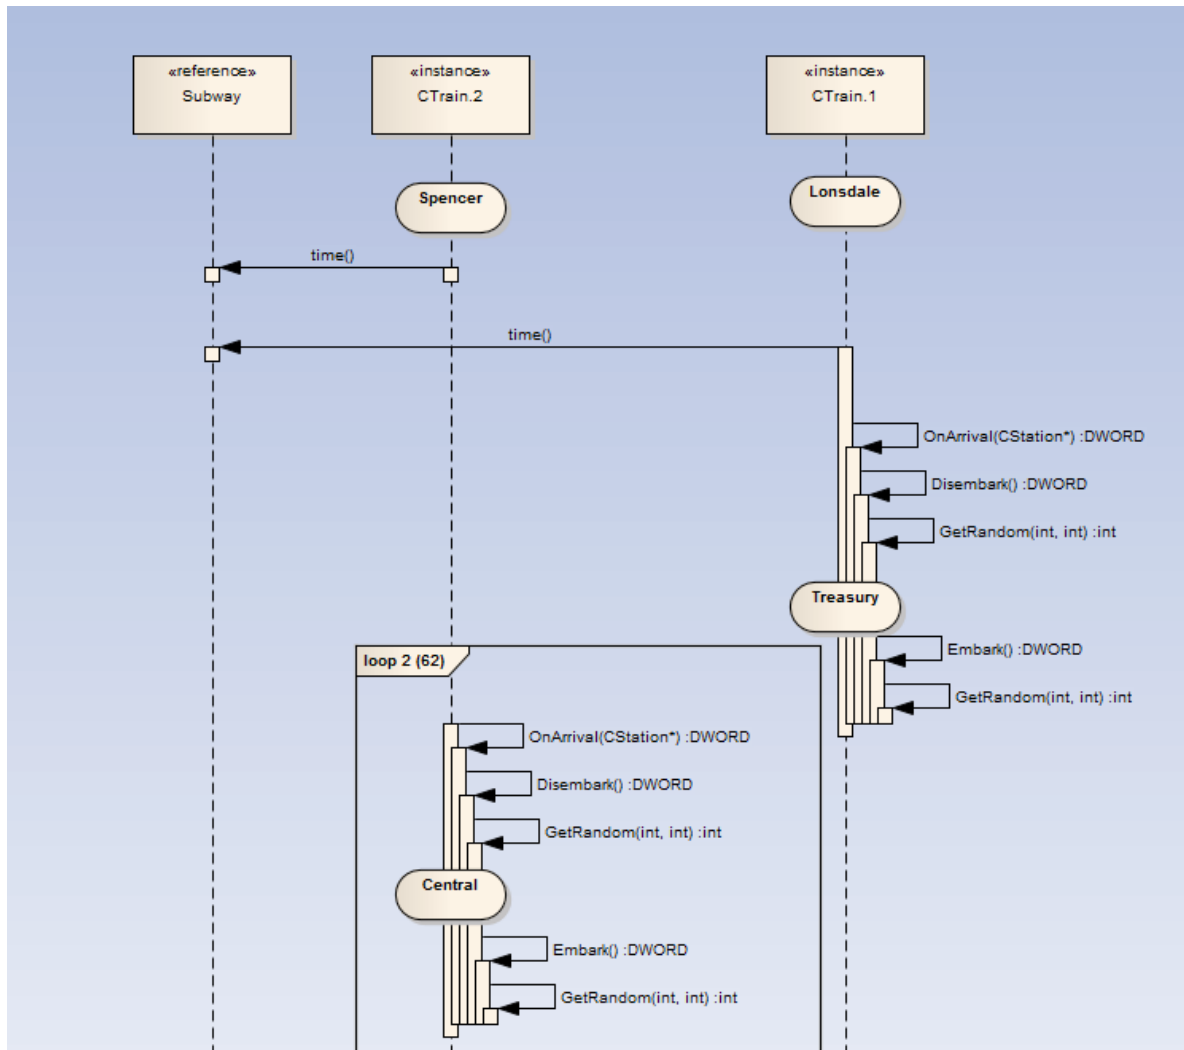 «reference»
Subway
«instance»
CTrain.2
«instance»
CTrain.1
Spencer
Lonsdale
time()
time()
OnArrival(CStation*) :DWORD
Disembark() :DWORD
GetRandom(int, int) :int
Treasury
Embark() :DWORD
loop 2 (62)
GetRandom(int, int) :int
OnArrival(CStation*) :DWORD
Disembark() :DWORD
GetRandom(int, int) :int
Central
Embark() :DWORD
GetRandom(int, int) :int